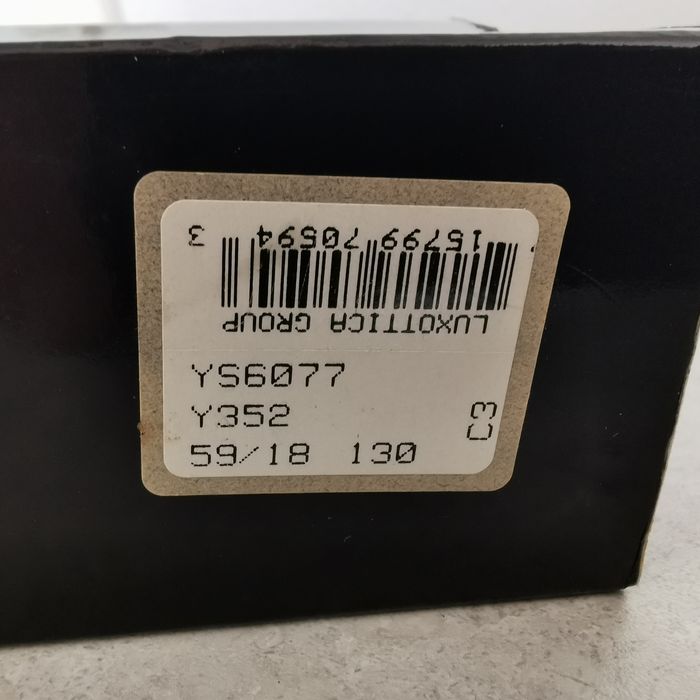 LUXOTTICA GROUP
15799 70594 3
YS6077
Y352
59/18 130
C3